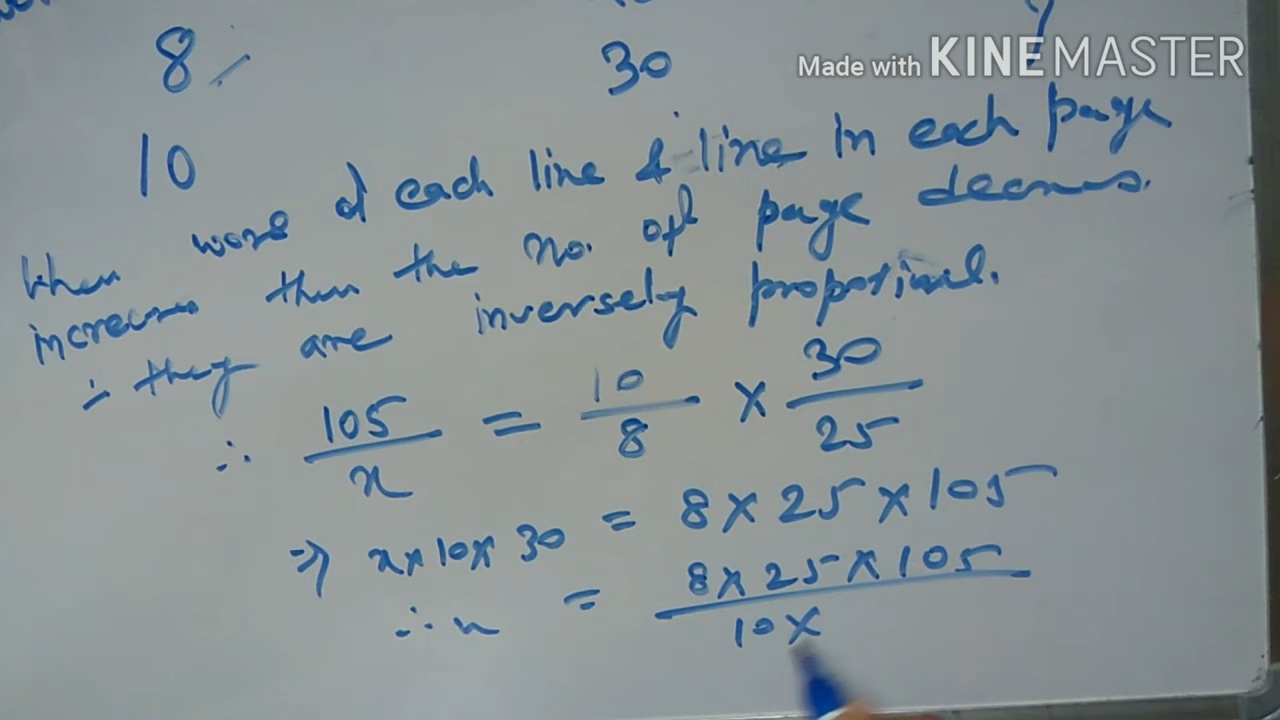 8 30 ?
Made with KINEMASTER
10
When word of each line & line in each page
increases then the no. of page decreases.
∴ they are inversely proportional.
∴ 105/x = 10/8 × 30/25
⇒ x × 10 × 30 = 8 × 25 × 105
∴ x = 8 × 25 × 105 / 10 ×